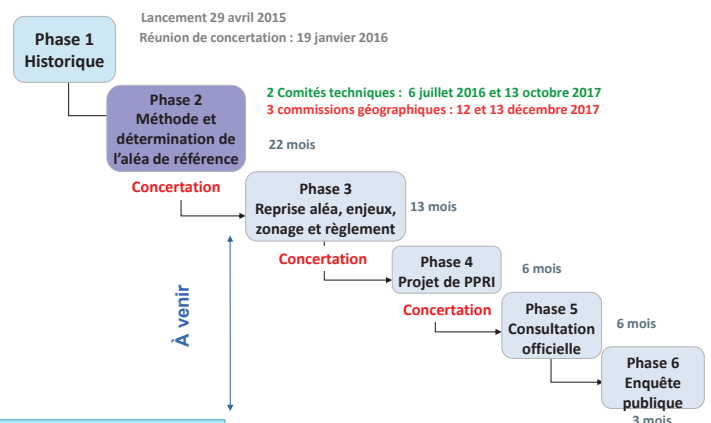 Lancement 29 avril 2015
Réunion de concertation : 19 janvier 2016
Phase 1
Historique
2 Comités techniques : 6 juillet 2016 et 13 octobre 2017
3 commissions géographiques : 12 et 13 décembre 2017
Phase 2
Méthode et
détermination de
l'aléa de référence
22 mois
Concertation
Phase 3
Reprise aléa, enjeux,
zonage et règlement
13 mois
Concertation
Phase 4
Projet de PPRI
6 mois
Concertation
Phase 5
Consultation
officielle
6 mois
Phase 6
Enquête
publique
3 mois
À venir